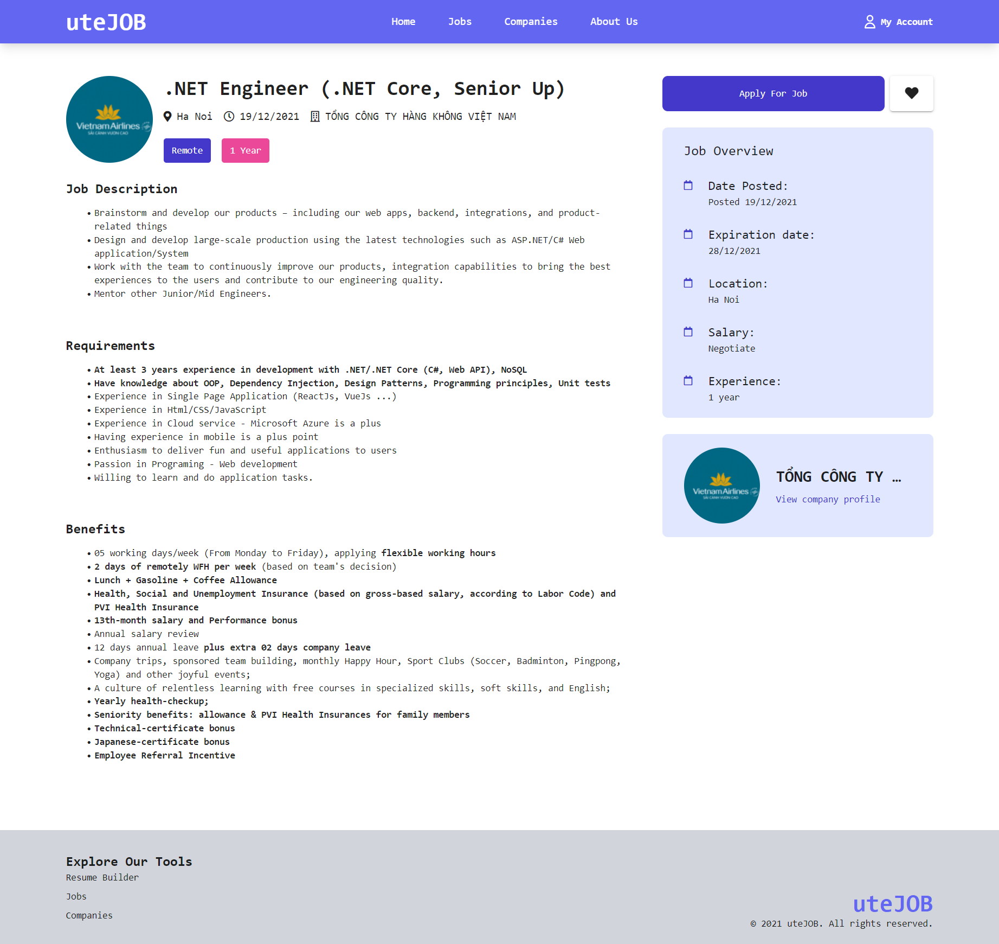 uteJOB
Home Jobs Companies About Us
My Account
.NET Engineer (.NET Core, Senior Up)
Ha Noi 19/12/2021 TỔNG CÔNG TY HÀNG KHÔNG VIỆT NAM
Vietnam Airlines
SẢI CÁNH VƯƠN CAO
Remote 1 Year
Job Description
• Brainstorm and develop our products – including our web apps, backend, integrations, and product-
related things
• Design and develop large-scale production using the latest technologies such as ASP.NET/C# Web
application/System
• Work with the team to continuously improve our products, integration capabilities to bring the best
experiences to the users and contribute to our engineering quality.
• Mentor other Junior/Mid Engineers.
Requirements
• At least 3 years experience in development with .NET/.NET Core (C#, Web API), NoSQL
• Have knowledge about OOP, Dependency Injection, Design Patterns, Programming principles, Unit tests
• Experience in Single Page Application (ReactJs, VueJs ...)
• Experience in Html/CSS/JavaScript
• Experience in Cloud service - Microsoft Azure is a plus
• Having experience in mobile is a plus point
• Enthusiasm to deliver fun and useful applications to users
• Passion in Programing - Web development
• Willing to learn and do application tasks.
Benefits
• 05 working days/week (From Monday to Friday), applying flexible working hours
• 2 days of remotely WFH per week (based on team's decision)
• Lunch + Gasoline + Coffee Allowance
• Health, Social and Unemployment Insurance (based on gross-based salary, according to Labor Code) and
PVI Health Insurance
• 13th-month salary and Performance bonus
• Annual salary review
• 12 days annual leave plus extra 02 days company leave
• Company trips, sponsored team building, monthly Happy Hour, Sport Clubs (Soccer, Badminton, Pingpong,
Yoga) and other joyful events;
• A culture of relentless learning with free courses in specialized skills, soft skills, and English;
• Yearly health-checkup;
• Seniority benefits: allowance & PVI Health Insurances for family members
• Technical-certificate bonus
• Japanese-certificate bonus
• Employee Referral Incentive
Apply For Job
Job Overview
Date Posted:
Posted 19/12/2021
Expiration date:
28/12/2021
Location:
Ha Noi
Salary:
Negotiate
Experience:
1 year
Vietnam Airlines
SẢI CÁNH VƯƠN CAO
TỔNG CÔNG TY …
View company profile
Explore Our Tools
Resume Builder
Jobs
Companies
uteJOB
© 2021 uteJOB. All rights reserved.